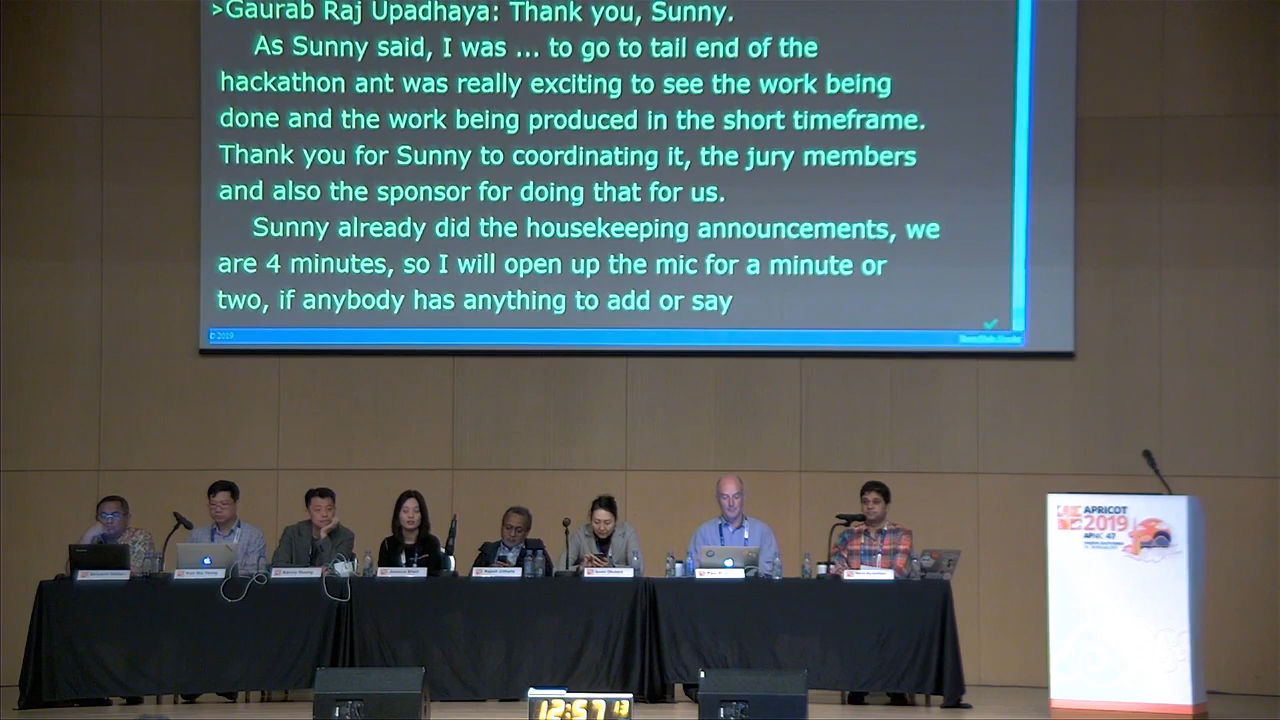 >Gaurab Raj Upadhaya: Thank you, Sunny.
As Sunny said, I was ... to go to tail end of the
hackathon ant was really exciting to see the work being
done and the work being produced in the short timeframe.
Thank you for Sunny to coordinating it, the jury members
and also the sponsor for doing that for us.
Sunny already did the housekeeping announcements, we
are 4 minutes, so I will open up the mic for a minute or
two, if anybody has anything to add or say
© 2019
APRICOT
2019
APNIC 47
12:57 13